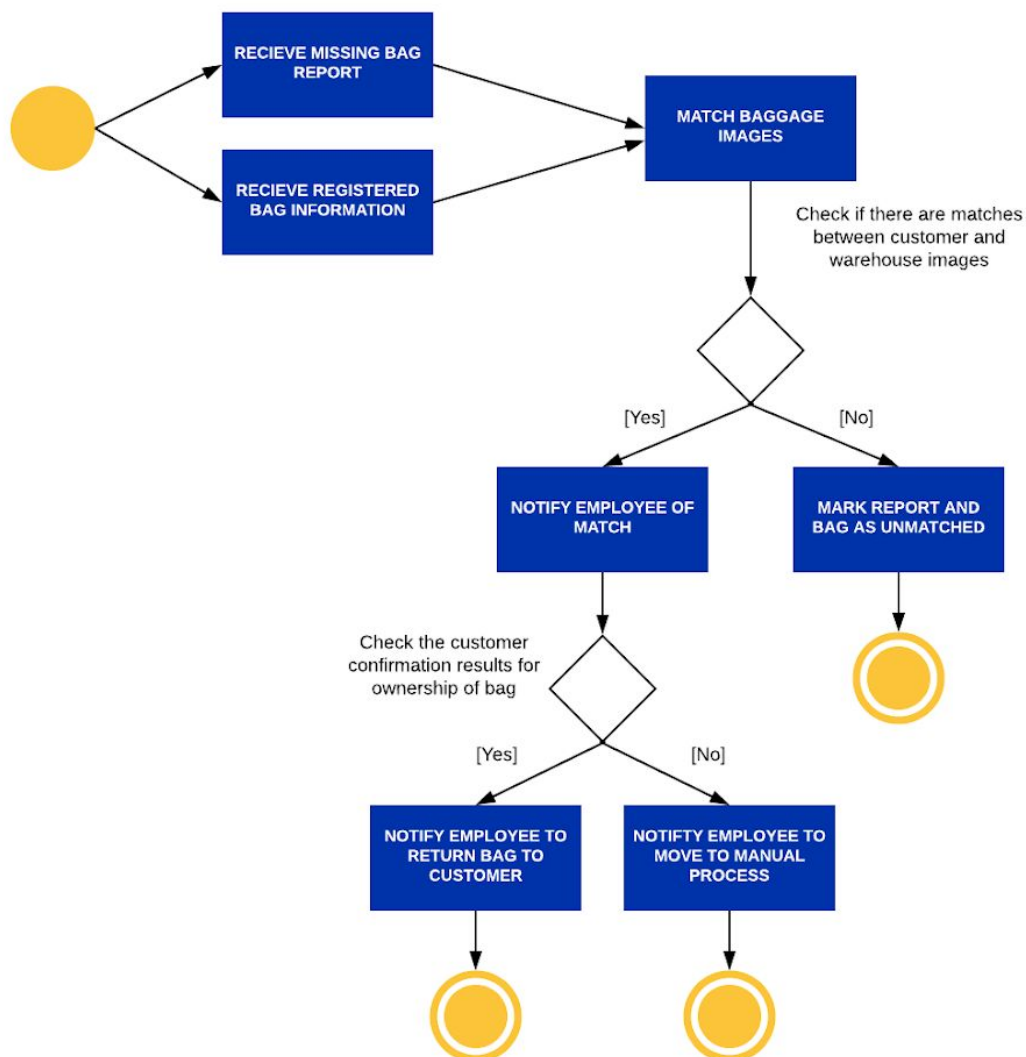 RECIEVE MISSING BAG
REPORT
MATCH BAGGAGE
IMAGES
RECIEVE REGISTERED
BAG INFORMATION
Check if there are matches
between customer and
warehouse images
[Yes]
[No]
NOTIFY EMPLOYEE OF
MATCH
MARK REPORT AND
BAG AS UNMATCHED
Check the customer
confirmation results for
ownership of bag
[Yes]
[No]
NOTIFY EMPLOYEE TO
RETURN BAG TO
CUSTOMER
NOTIFTY EMPLOYEE TO
MOVE TO MANUAL
PROCESS